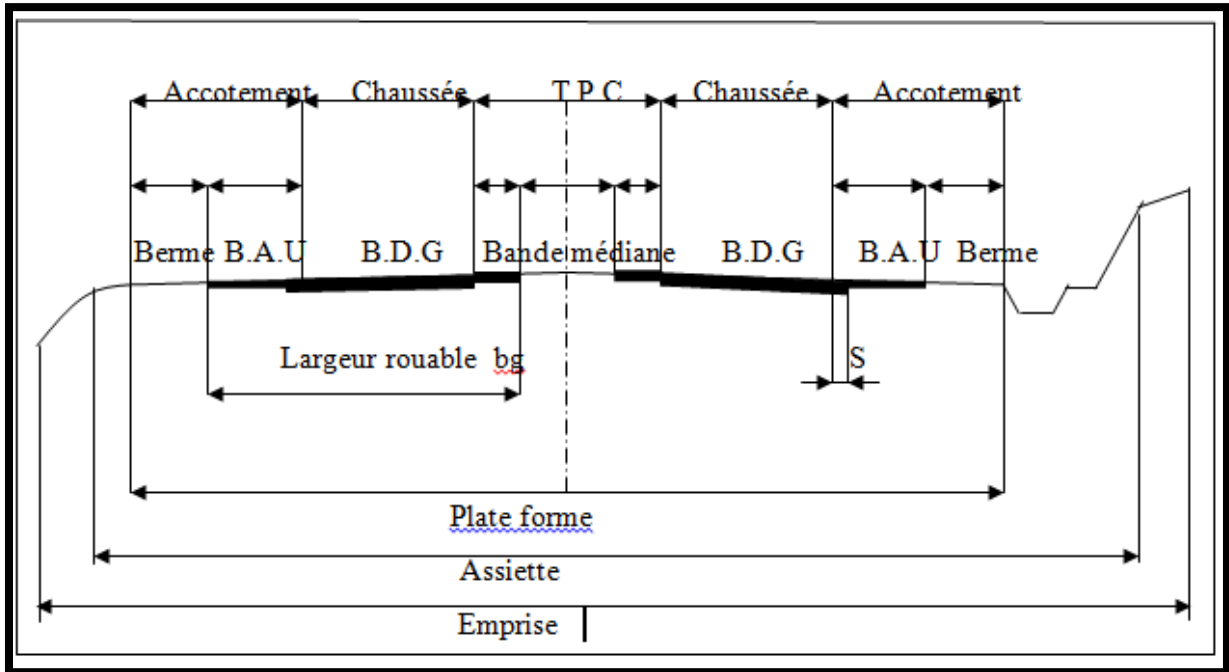 Accotement Chaussée T P C Chaussée Accotement
Berme B.A.U B.D.G Bande médiane B.D.G B.A.U Berme
Largeur rouable bg S
Plate forme
Assiette
Emprise